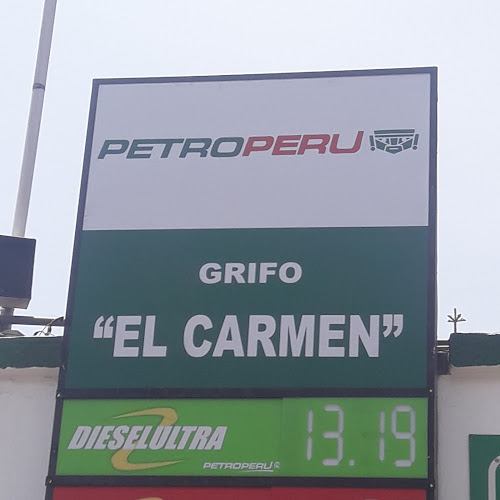 PETROPERU
GRIFO
“EL CARMEN”
DIESELULTRA
PETROPERU
13.19